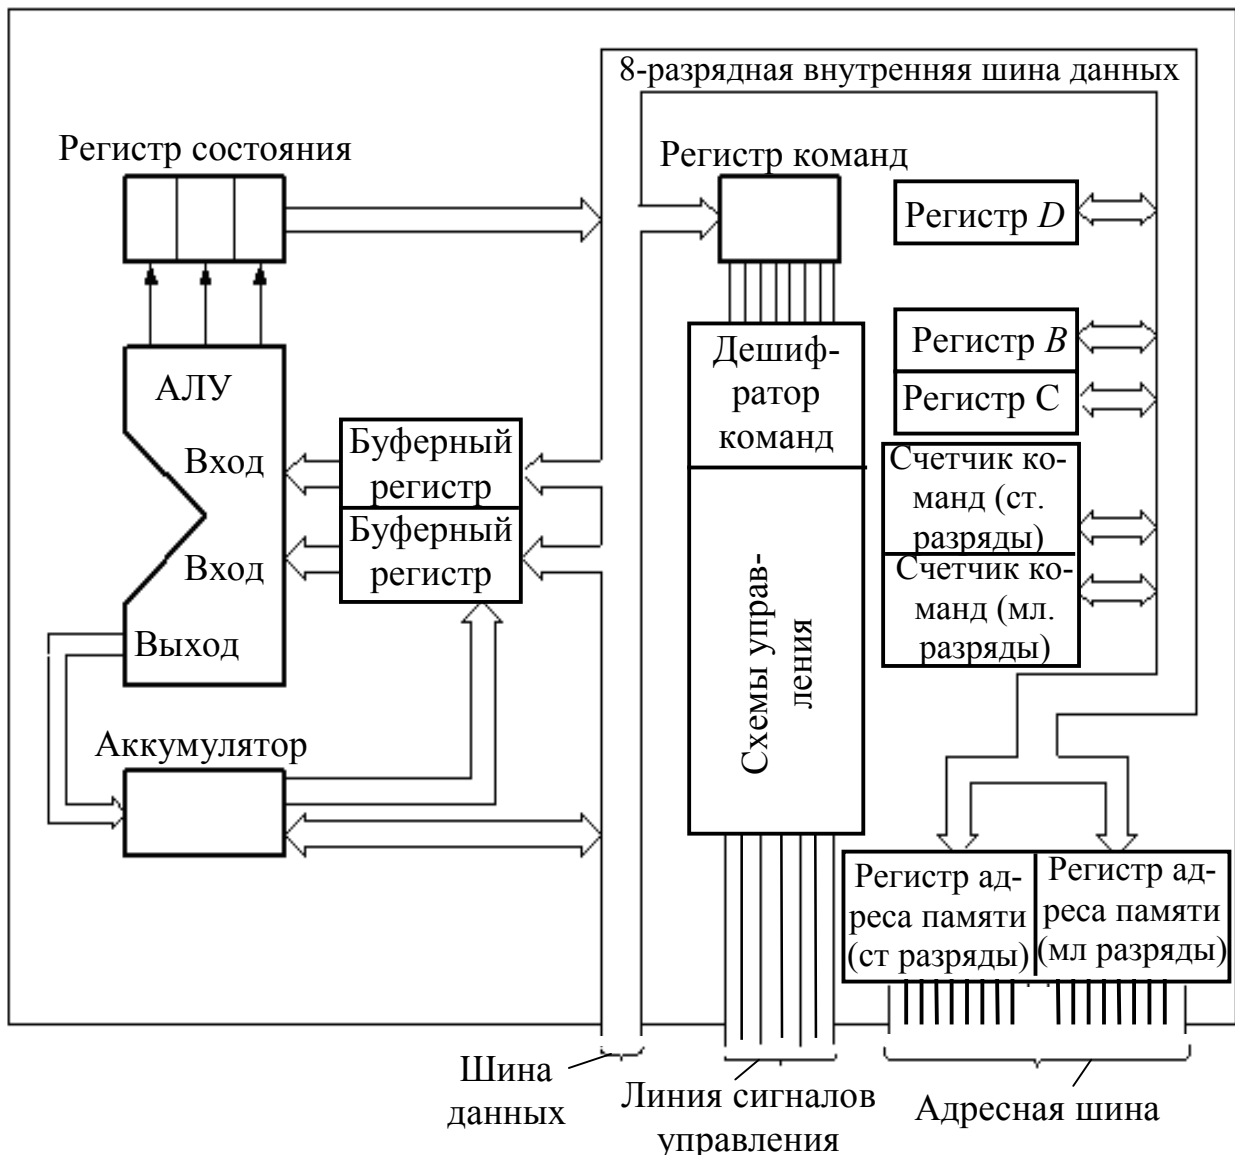 8-разрядная внутренняя шина данных
Регистр состояния
Регистр команд
Регистр D
Регистр B
Регистр С
Дешиф-
ратор
команд
АЛУ
Вход
Вход
Выход
Буферный
регистр
Буферный
регистр
Счетчик ко-
манд (ст.
разряды)
Счетчик ко-
манд (мл.
разряды)
Схемы управ-
ления
Аккумулятор
Регистр ад-
реса памяти
(ст разряды)
Регистр ад-
реса памяти
(мл разряды)
Шина
данных
Линия сигналов
управления
Адресная шина